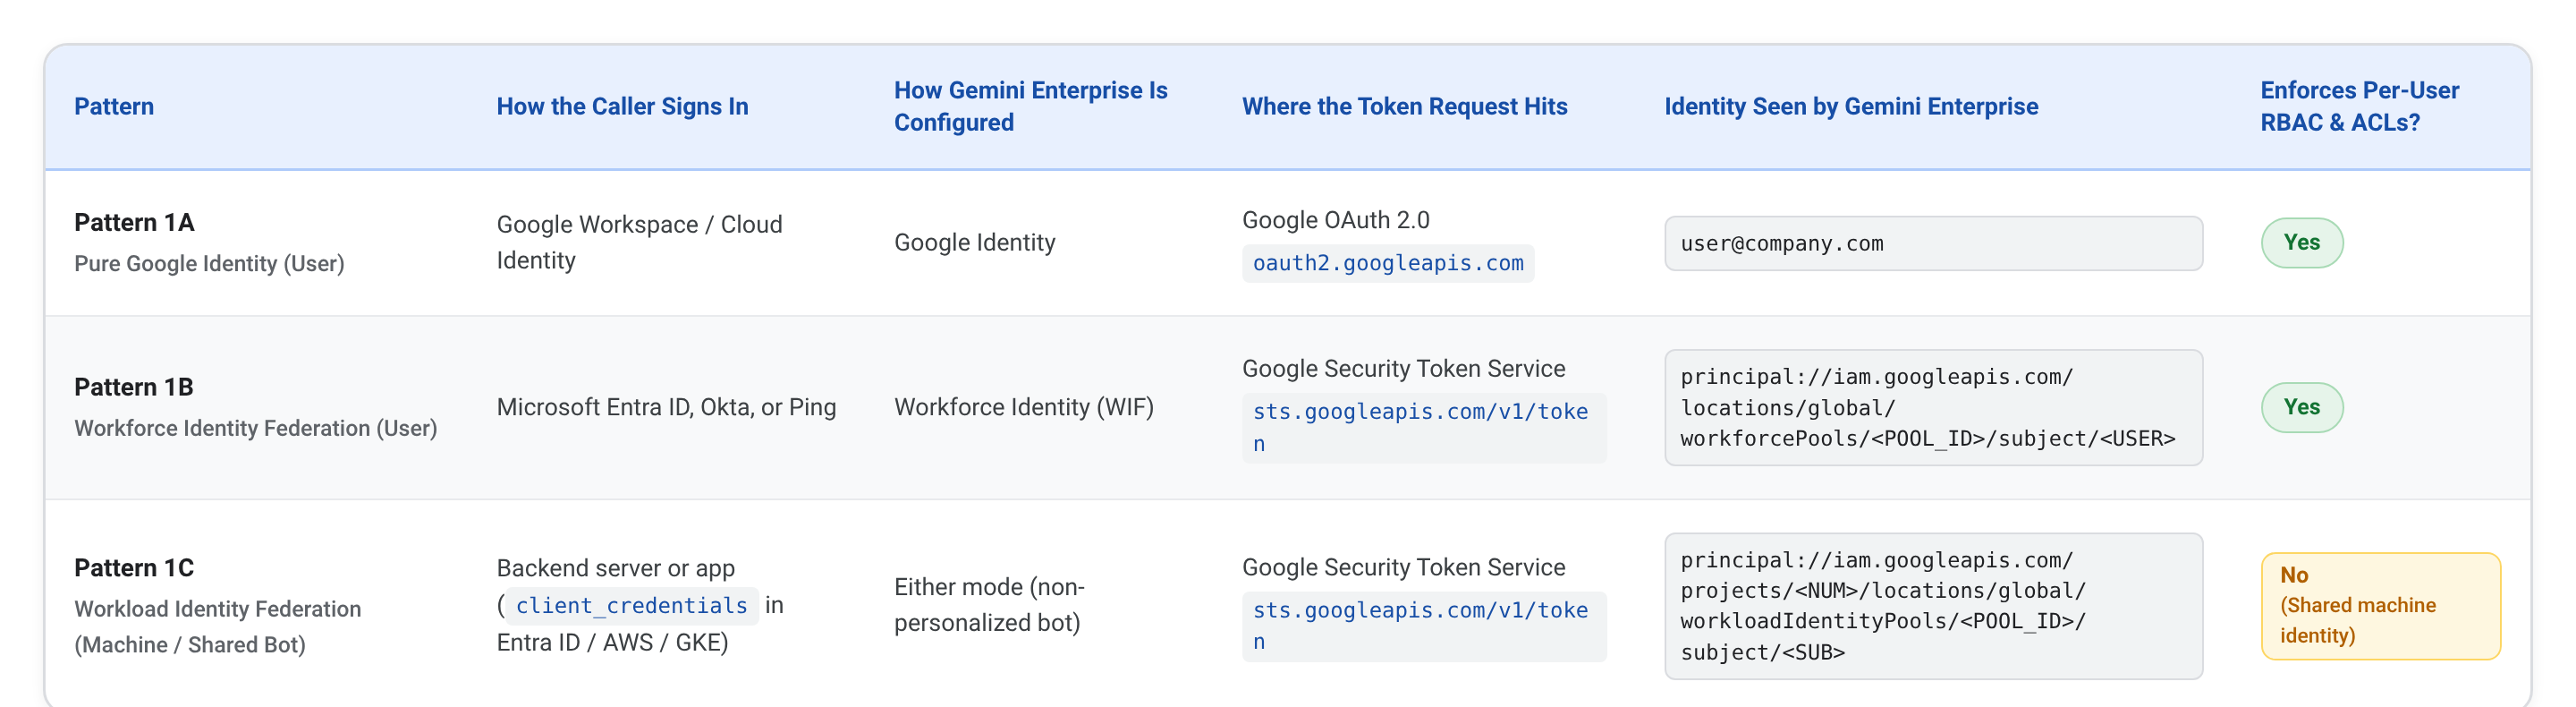 Pattern
How the Caller Signs In
How Gemini Enterprise Is
Configured
Where the Token Request Hits
Identity Seen by Gemini Enterprise
Enforces Per-User
RBAC & ACLs?
Pattern 1A
Pure Google Identity (User)
Google Workspace / Cloud
Identity
Google Identity
Google OAuth 2.0
oauth2.googleapis.com
user@company.com
Yes
Pattern 1B
Workforce Identity Federation (User)
Microsoft Entra ID, Okta, or Ping
Workforce Identity (WIF)
Google Security Token Service
sts.googleapis.com/v1/toke
n
principal://iam.googleapis.com/
locations/global/
workforcePools/<POOL_ID>/subject/<USER>
Yes
Pattern 1C
Workload Identity Federation
(Machine / Shared Bot)
Backend server or app
(client_credentials in
Entra ID / AWS / GKE)
Either mode (non-
personalized bot)
Google Security Token Service
sts.googleapis.com/v1/toke
n
principal://iam.googleapis.com/
projects/<NUM>/locations/global/
workloadIdentityPools/<POOL_ID>/
subject/<SUB>
No
(Shared machine
identity)